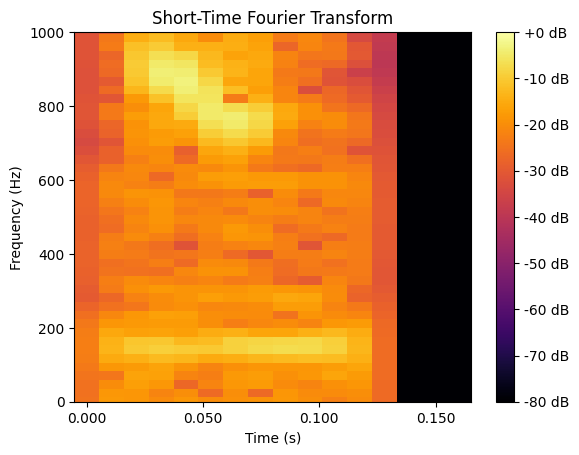 Short-Time Fourier Transform
Frequency (Hz)
1000
800
600
400
200
0
0.000
0.050
0.100
0.150
Time (s)
+0 dB
-10 dB
-20 dB
-30 dB
-40 dB
-50 dB
-60 dB
-70 dB
-80 dB